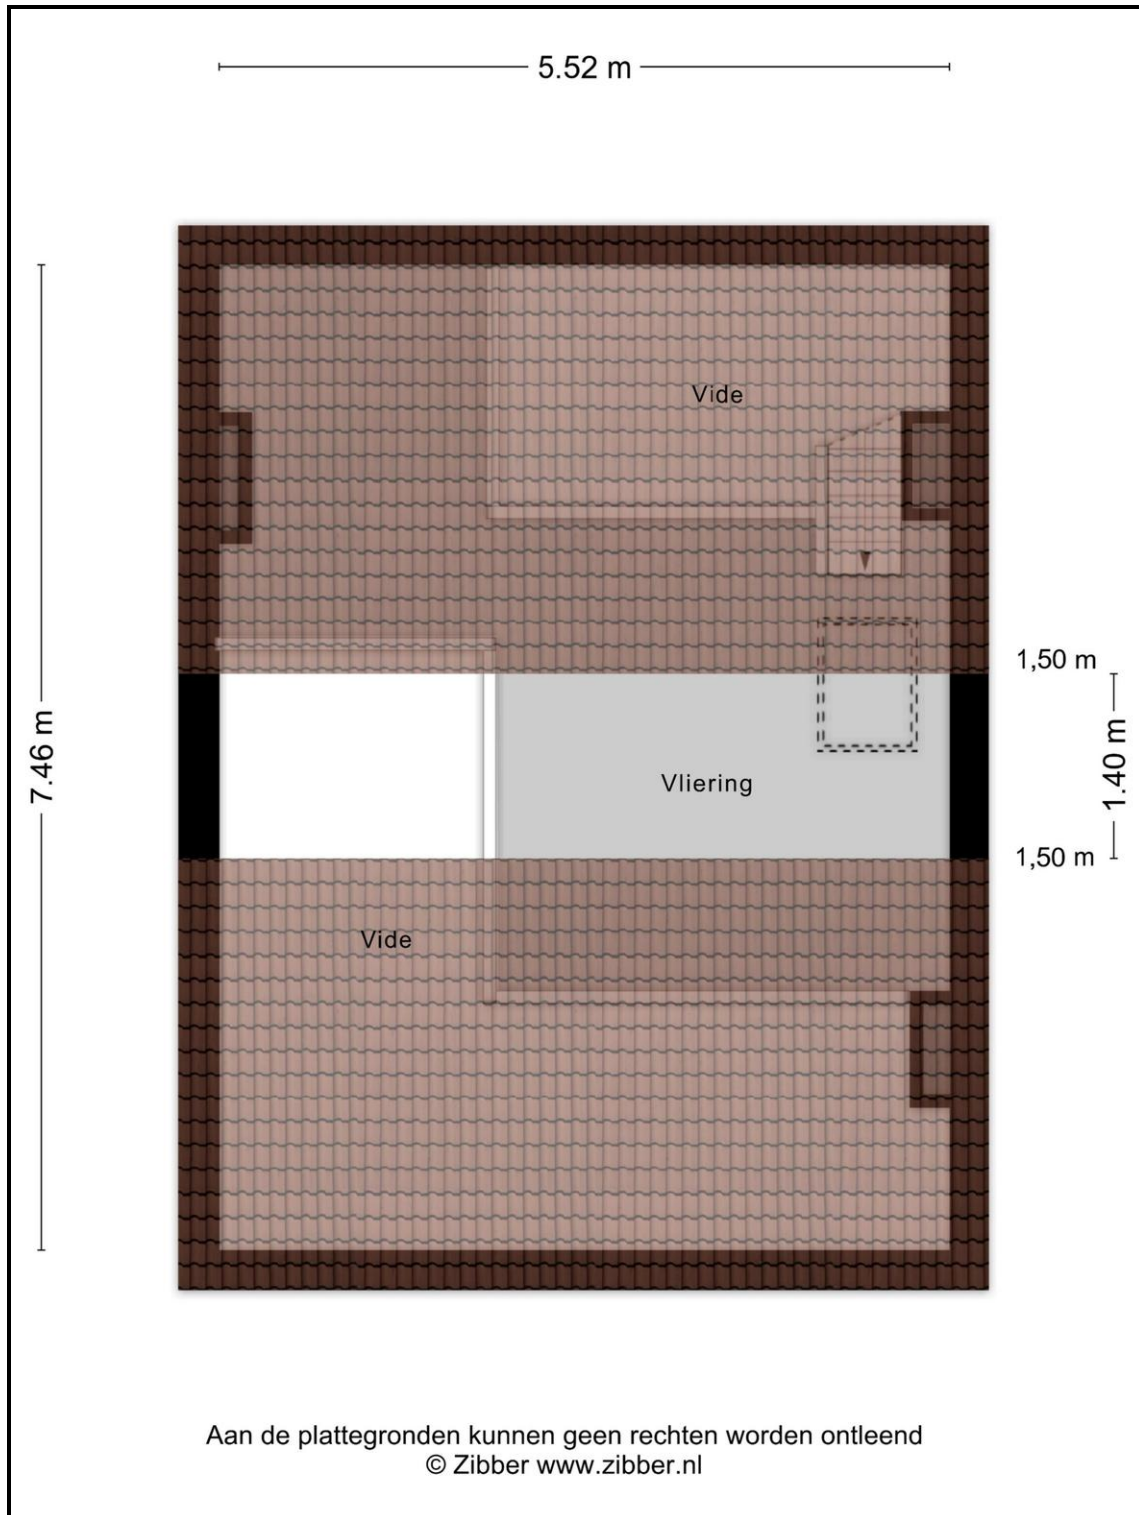 5.52 m
Vide
1,50 m
7.46 m
1.40 m
Vliering
1,50 m
Vide
Aan de plattegronden kunnen geen rechten worden ontleend
© Zibber www.zibber.nl